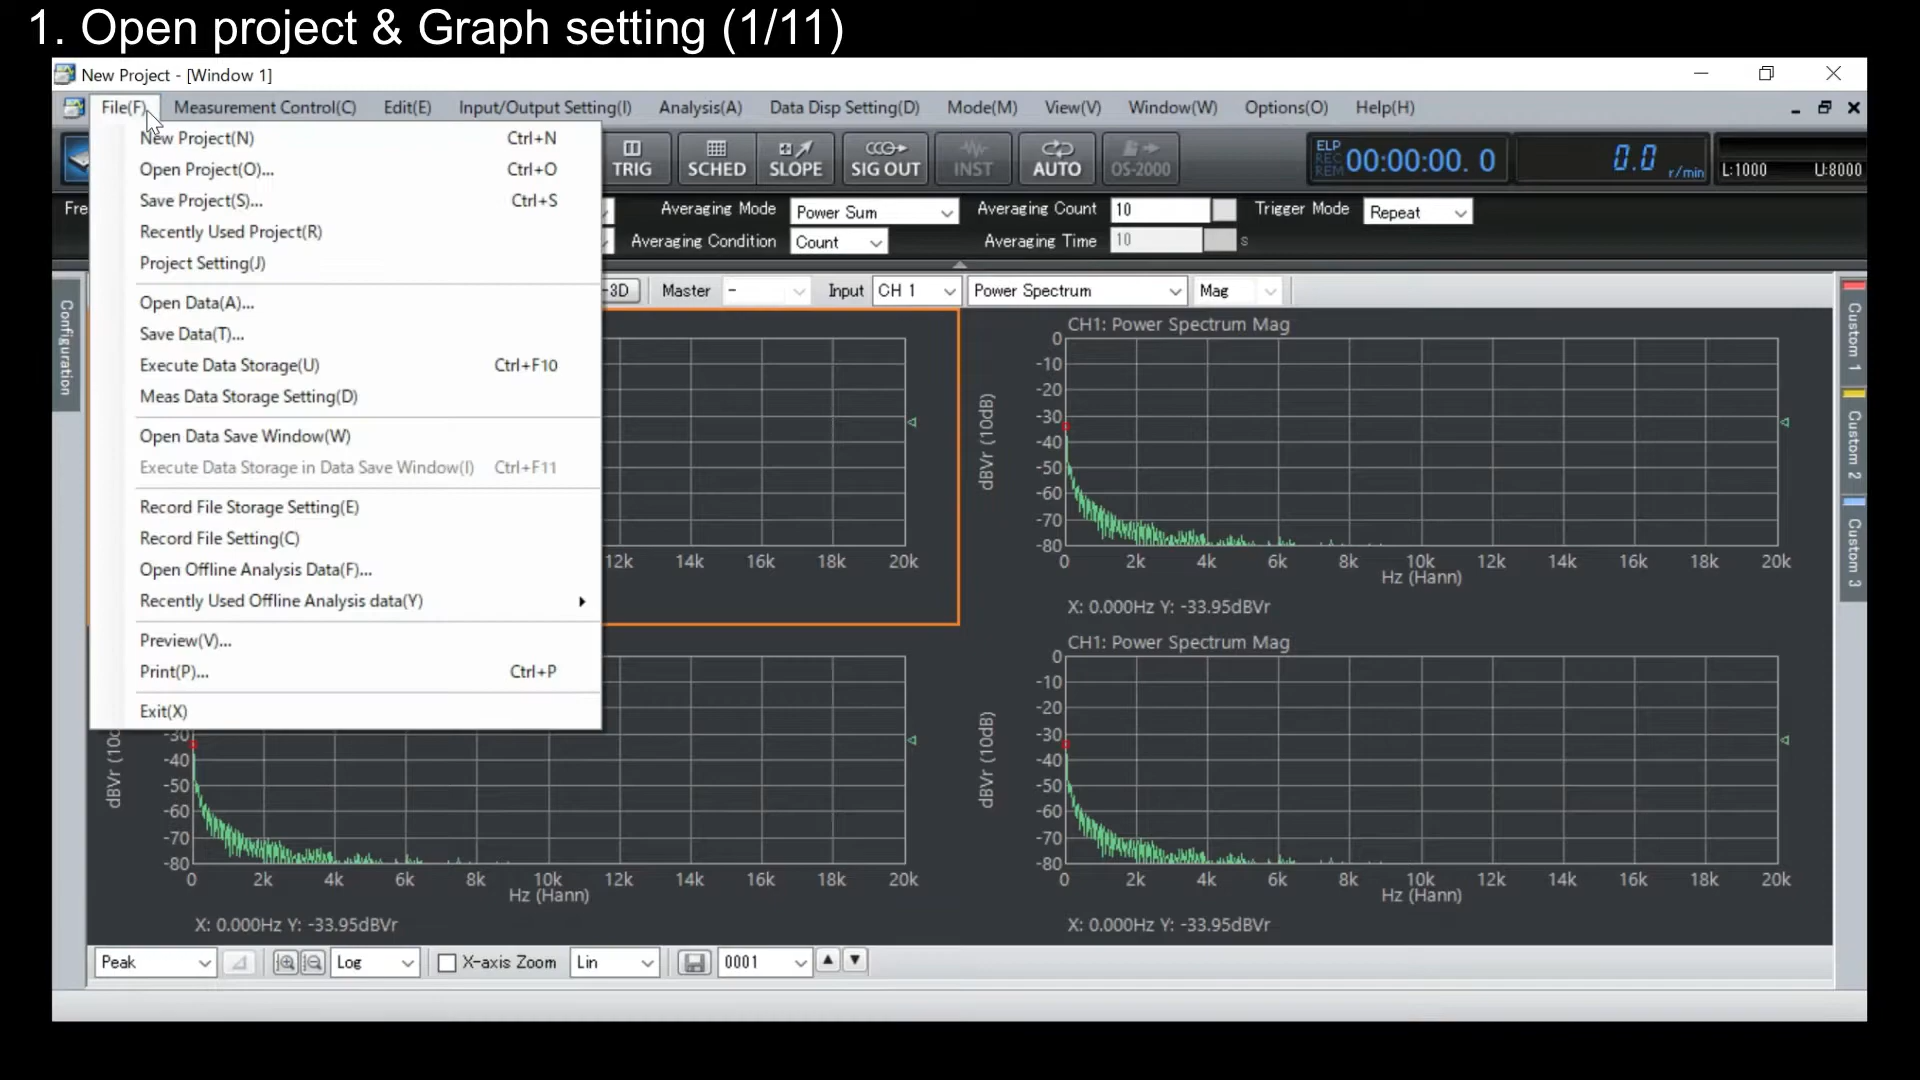 1. Open project & Graph setting (1/11)
New Project - [Window 1]
File(F) Measurement Control(C) Edit(E) Input/Output Setting(I) Analysis(A) Data Disp Setting(D) Mode(M) View(V) Window(W) Options(O) Help(H)
New Project(N) Ctrl+N
Open Project(O)... Ctrl+O
Save Project(S)... Ctrl+S
Recently Used Project(R)
Project Setting(J)
Open Data(A)...
Save Data(T)...
Execute Data Storage(U) Ctrl+F10
Meas Data Storage Setting(D)
Open Data Save Window(W)
Execute Data Storage in Data Save Window(I) Ctrl+F11
Record File Storage Setting(E)
Record File Setting(C)
Open Offline Analysis Data(F)...
Recently Used Offline Analysis data(Y)
Preview(V)...
Print(P)... Ctrl+P
Exit(X)
TRIG SCHED SLOPE SIG OUT INST AUTO OS-2000
ELP
REC
REM
00:00:00. 0
0.0 r/min
L:1000 U:8000
Fre
Averaging Mode Power Sum Averaging Count 10 Trigger Mode Repeat
Averaging Condition Count Averaging Time 10 s
-3D Master - Input CH 1 Power Spectrum Mag
Configuration
Custom 1
Custom 2
Custom 3
12k 14k 16k 18k 20k
CH1: Power Spectrum Mag
dBVr (10dB)
0
-10
-20
-30
-40
-50
-60
-70
-80
0 2k 4k 6k 8k 10k 12k 14k 16k 18k 20k
Hz (Hann)
X: 0.000Hz Y: -33.95dBVr
dBVr (10d
-30
-40
-50
-60
-70
-80
0 2k 4k 6k 8k 10k 12k 14k 16k 18k 20k
Hz (Hann)
X: 0.000Hz Y: -33.95dBVr
CH1: Power Spectrum Mag
dBVr (10dB)
0
-10
-20
-30
-40
-50
-60
-70
-80
0 2k 4k 6k 8k 10k 12k 14k 16k 18k 20k
Hz (Hann)
X: 0.000Hz Y: -33.95dBVr
Peak Log X-axis Zoom Lin 0001